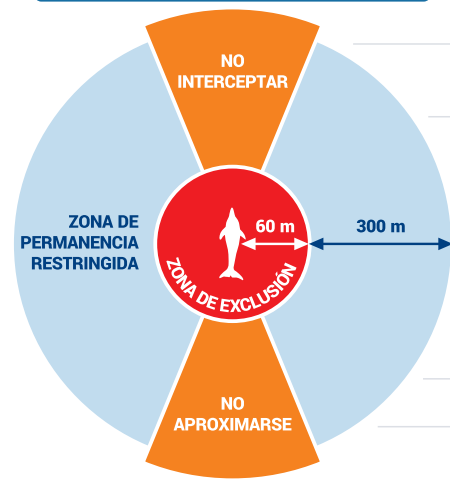 NO
INTERCEPTAR
ZONA DE
PERMANENCIA
RESTRINGIDA
60 m
300 m
ZONA DE EXCLUSIÓN
NO
APROXIMARSE